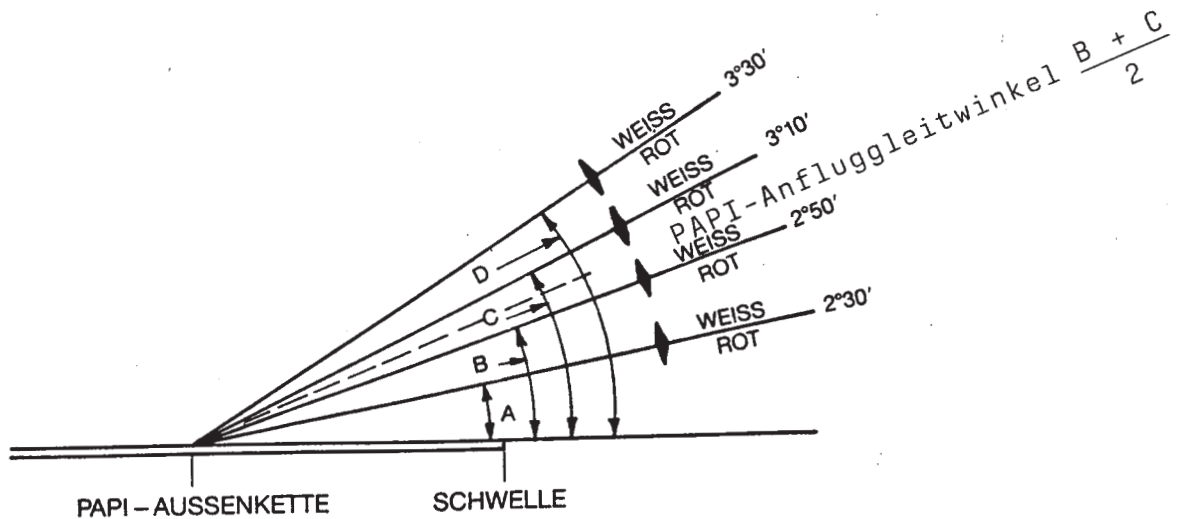 3°30′
WEISS
ROT
3°10′
WEISS
ROT
PAPI-Anfluggleitwinkel B + C
2
2°50′
WEISS
ROT
2°30′
WEISS
ROT
D
C
B
A
PAPI – AUSSENKETTE
SCHWELLE